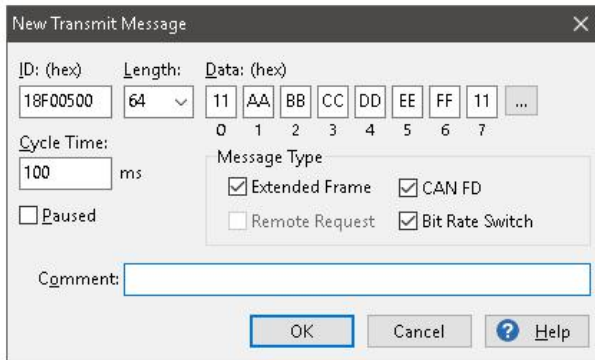 New Transmit Message
ID: (hex) Length: Data: (hex)
18F00500 64 11 AA BB CC DD EE FF 11 ...
0 1 2 3 4 5 6 7
Cycle Time:
100 ms
Message Type
Extended Frame CAN FD
Paused
Remote Request Bit Rate Switch
Comment:
OK Cancel ? Help